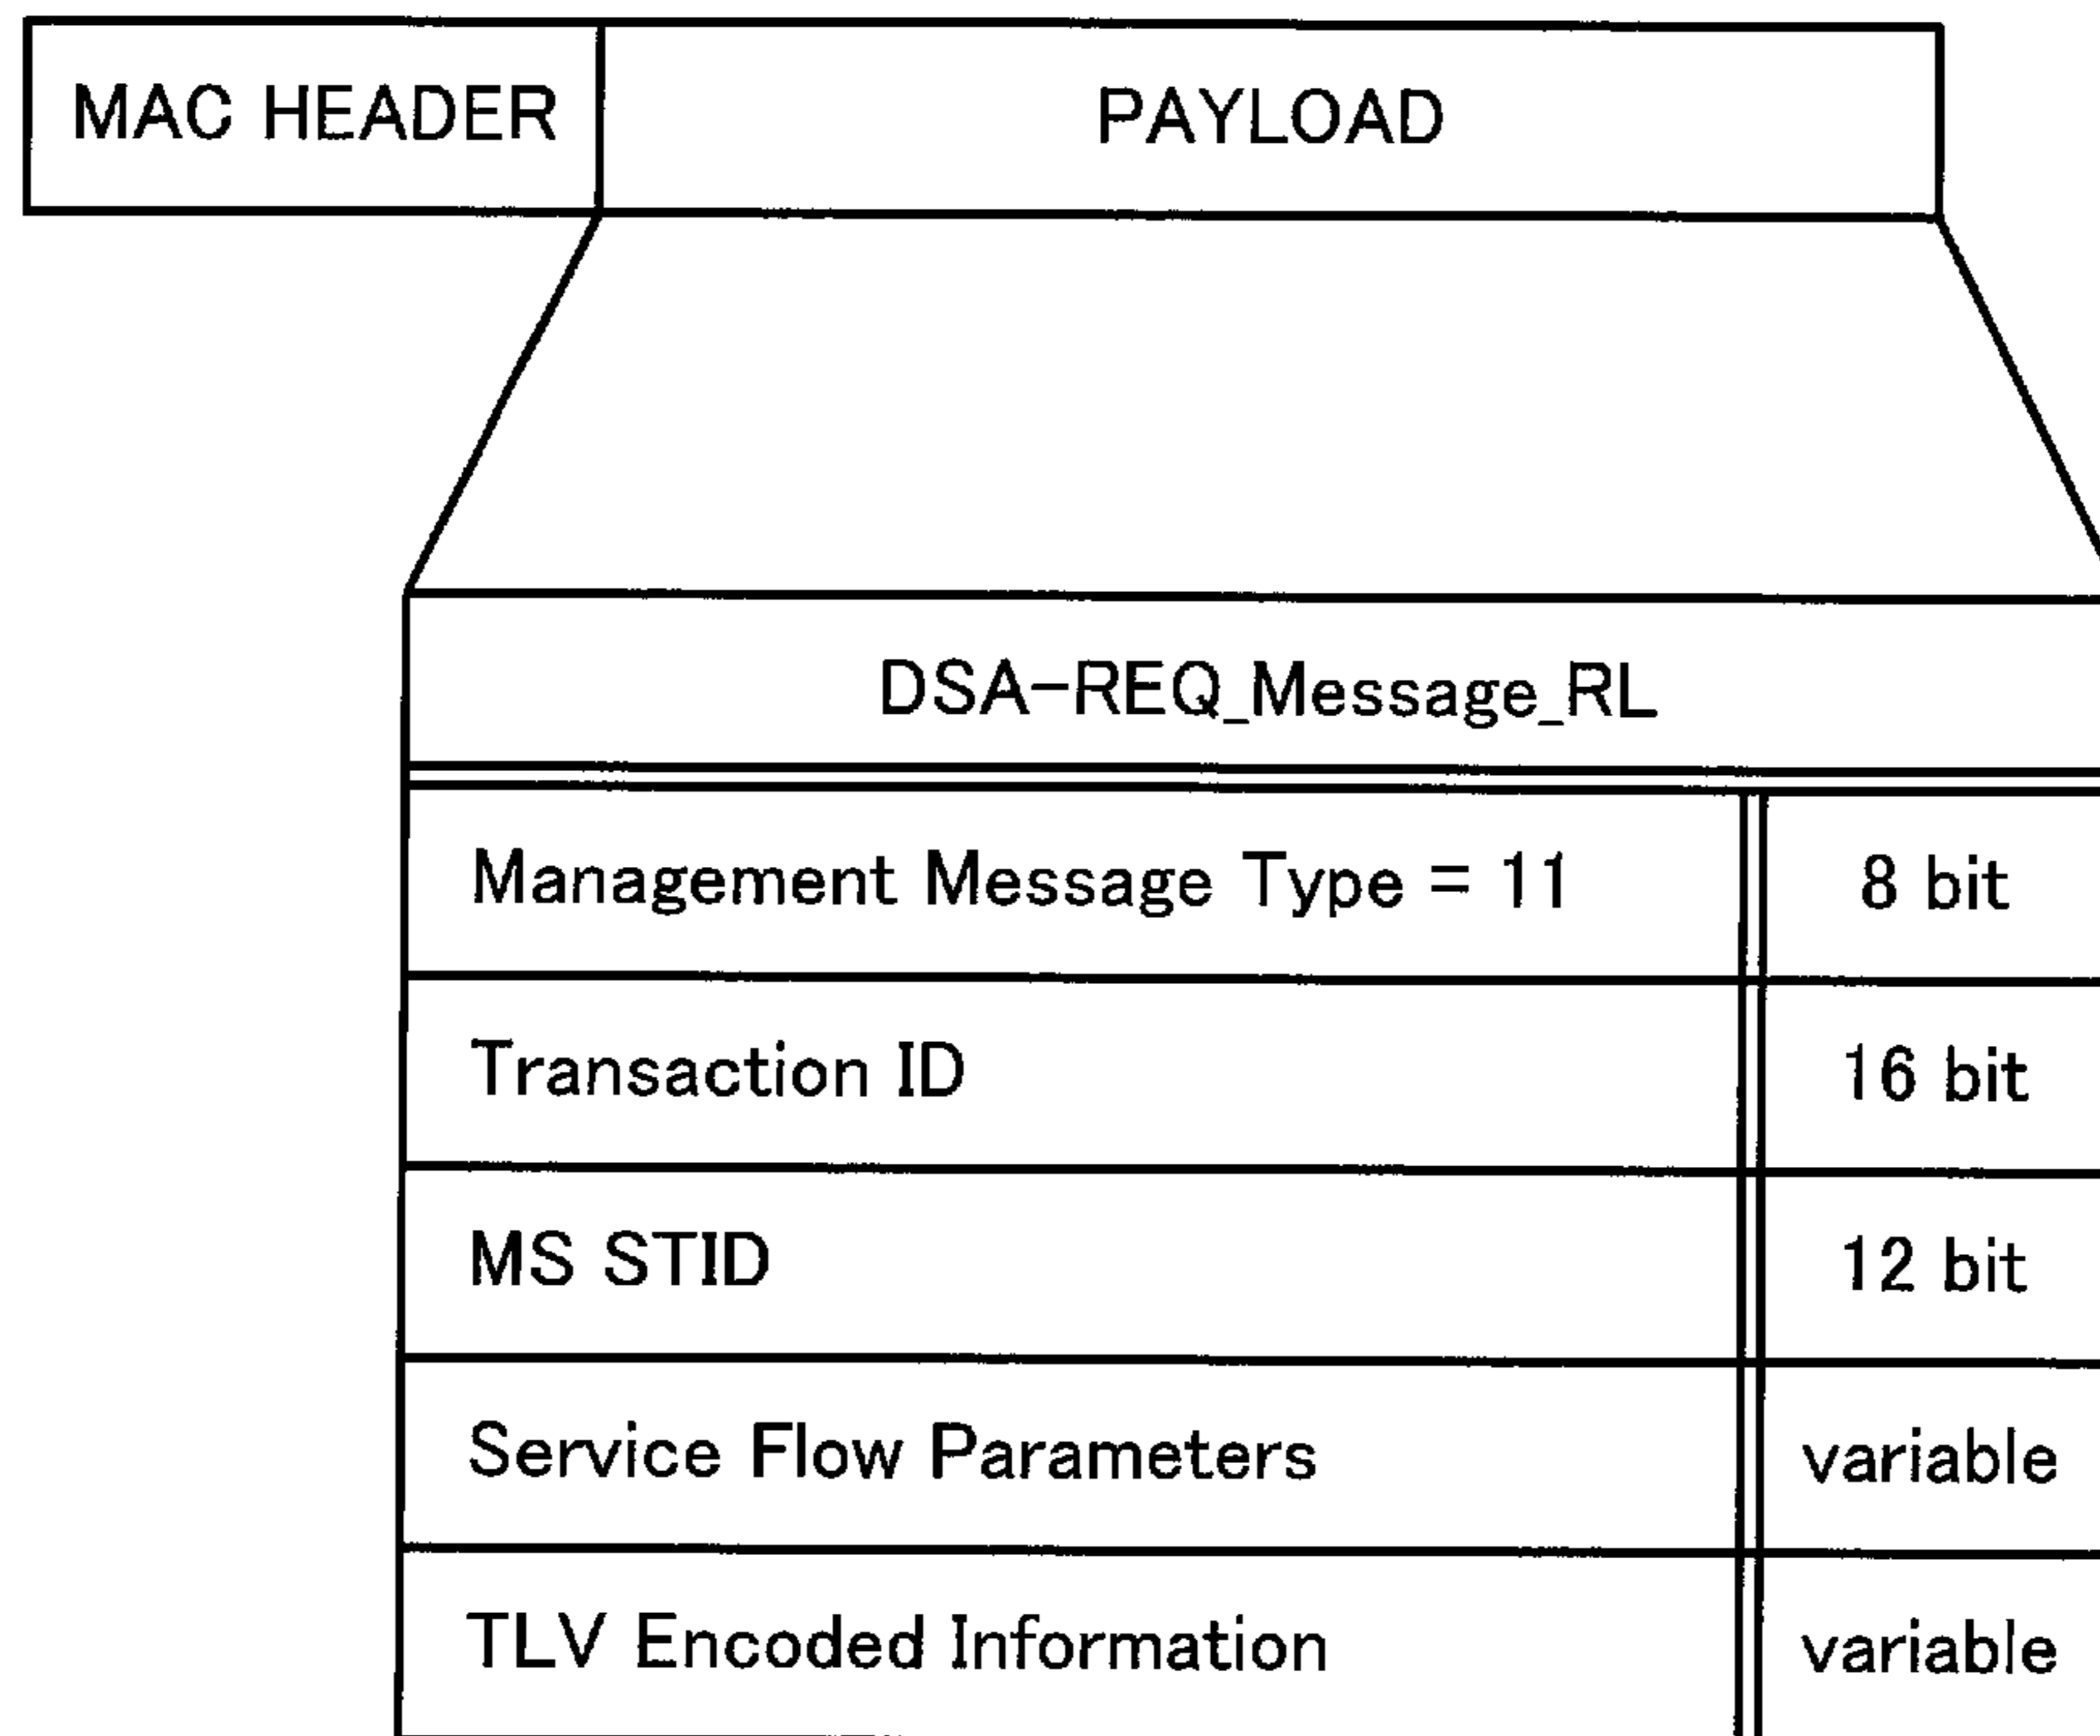 MAC HEADER PAYLOAD
DSA-REQ_Message_RL
Management Message Type = 11 8 bit
Transaction ID 16 bit
MS STID 12 bit
Service Flow Parameters variable
TLV Encoded Information variable